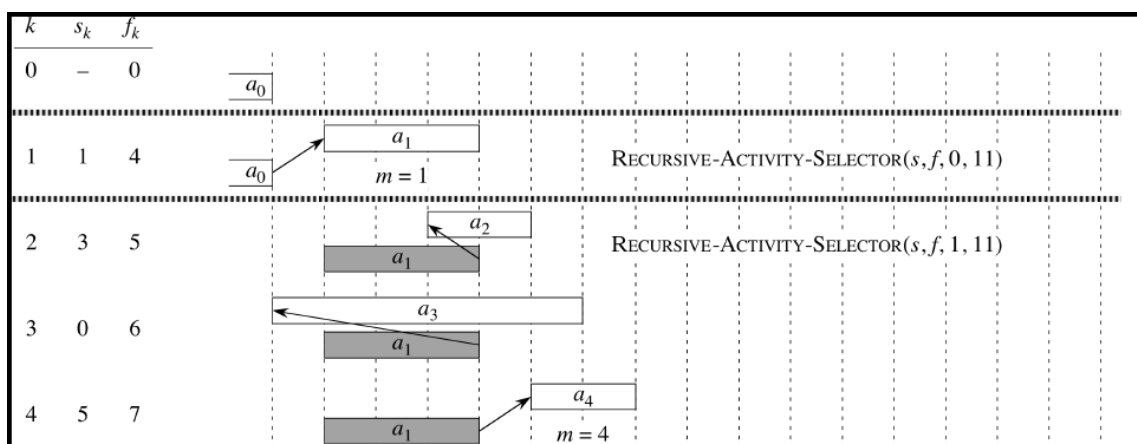 k s_k f_k
0 – 0
a_0
a_1
1 1 4 RECURSIVE-ACTIVITY-SELECTOR(s, f, 0, 11)
a_0
m = 1
a_2
2 3 5 RECURSIVE-ACTIVITY-SELECTOR(s, f, 1, 11)
a_1
a_3
3 0 6
a_1
a_4
4 5 7
a_1 m = 4